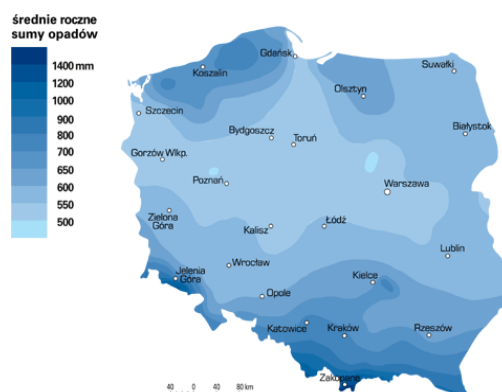 średnie roczne
sumy opadów
1400 mm
1200
1000
900
800
700
650
600
550
500
Gdańsk
Koszalin
Suwałki
Olsztyn
Szczecin
Białystok
Bydgoszcz
Toruń
Gorzów Wlkp.
Poznań
Warszawa
Zielona
Góra
Kalisz
Łódź
Lublin
Wrocław
Jelenia
Góra
Kielce
Opole
Katowice
Kraków
Rzeszów
Zakopane
40 0 40 80 km